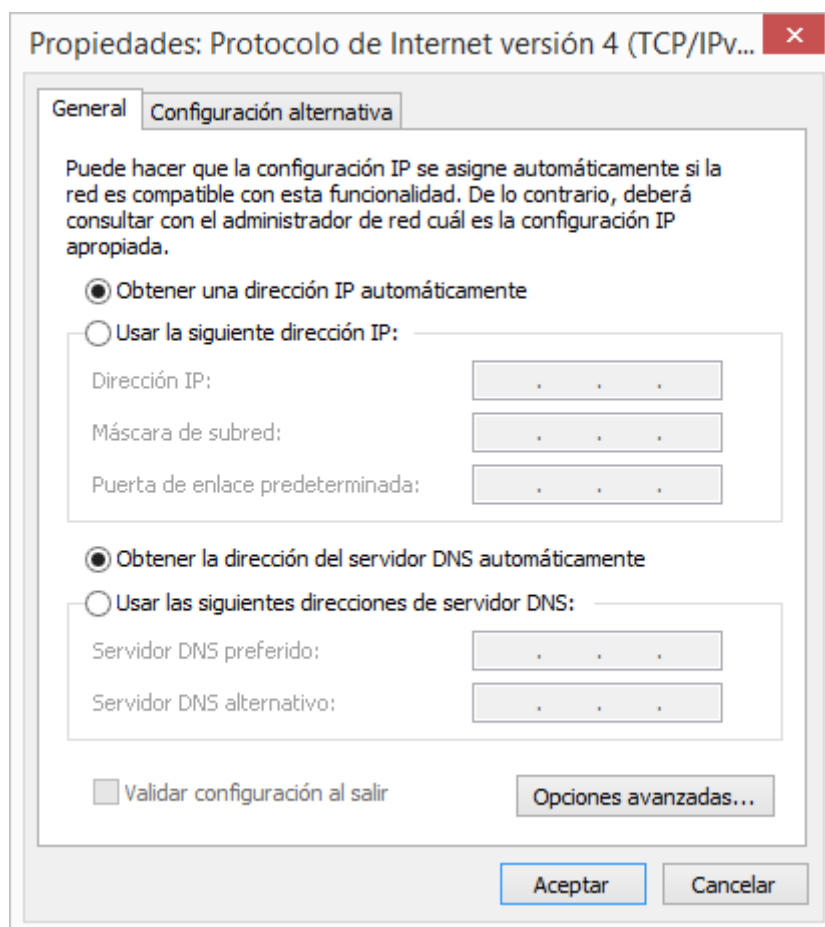 Propiedades: Protocolo de Internet versión 4 (TCP/IPv...
General
Configuración alternativa
Puede hacer que la configuración IP se asigne automáticamente si la
red es compatible con esta funcionalidad. De lo contrario, deberá
consultar con el administrador de red cuál es la configuración IP
apropiada.
Obtener una dirección IP automáticamente
Usar la siguiente dirección IP:
Dirección IP:
Máscara de subred:
Puerta de enlace predeterminada:
Obtener la dirección del servidor DNS automáticamente
Usar las siguientes direcciones de servidor DNS:
Servidor DNS preferido:
Servidor DNS alternativo:
Validar configuración al salir
Opciones avanzadas...
Aceptar
Cancelar